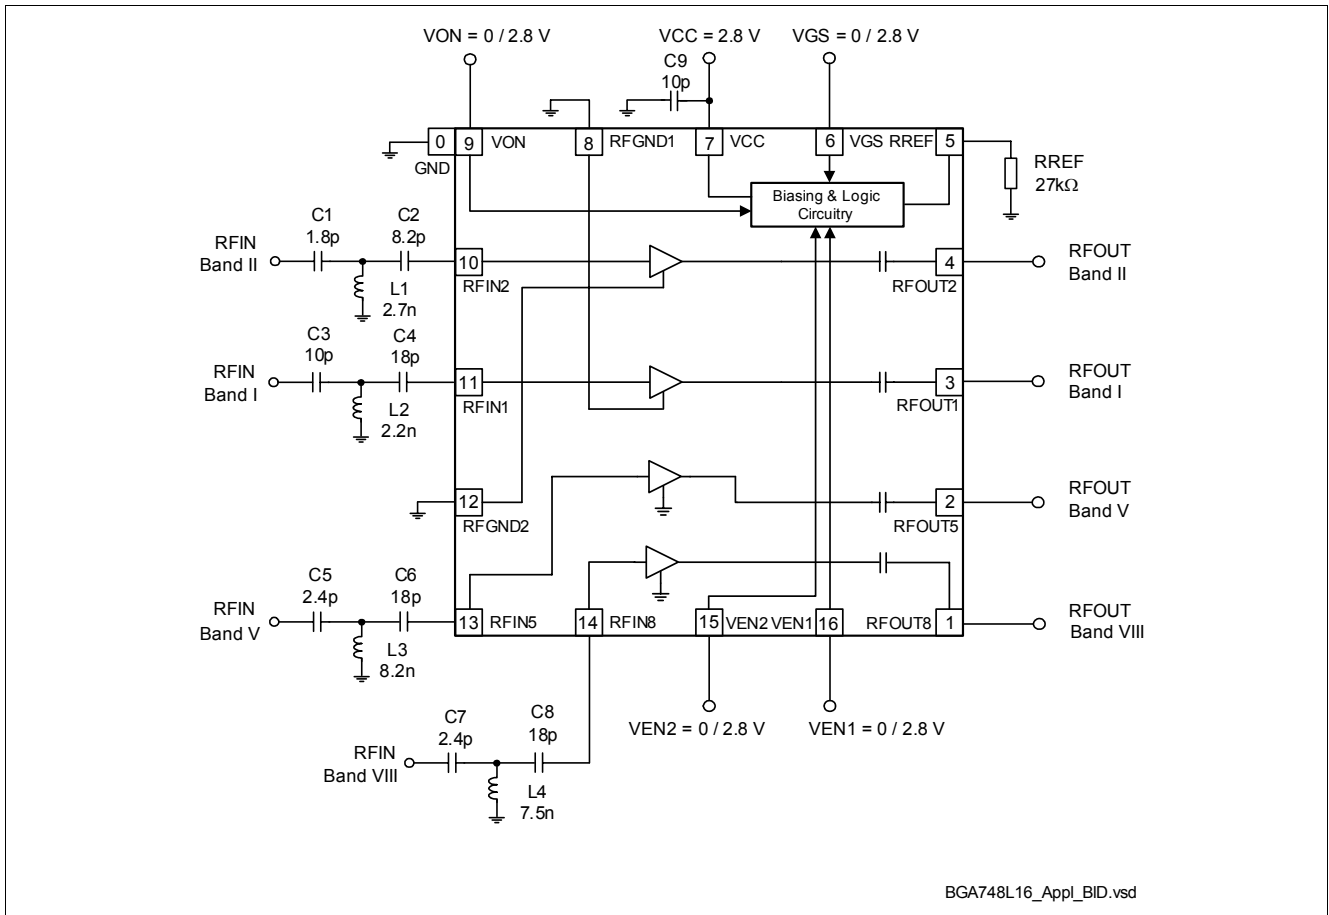 VON = 0 / 2.8 V
VCC = 2.8 V
VGS = 0 / 2.8 V
C9
10p
0
GND
9
VON
8
RFGND1
7
VCC
6
VGS
RREF
5
RREF
27kΩ
Biasing & Logic
Circuitry
RFIN
Band II
C1
1.8p
C2
8.2p
L1
2.7n
10
RFIN2
4
RFOUT2
RFOUT
Band II
RFIN
Band I
C3
10p
C4
18p
L2
2.2n
11
RFIN1
3
RFOUT1
RFOUT
Band I
12
RFGND2
2
RFOUT5
RFOUT
Band V
RFIN
Band V
C5
2.4p
C6
18p
L3
8.2n
13
RFIN5
14
RFIN8
15
VEN2
VEN1
16
RFOUT8
1
RFOUT
Band VIII
VEN2 = 0 / 2.8 V
VEN1 = 0 / 2.8 V
RFIN
Band VIII
C7
2.4p
C8
18p
L4
7.5n
BGA748L16_Appl_BID.vsd